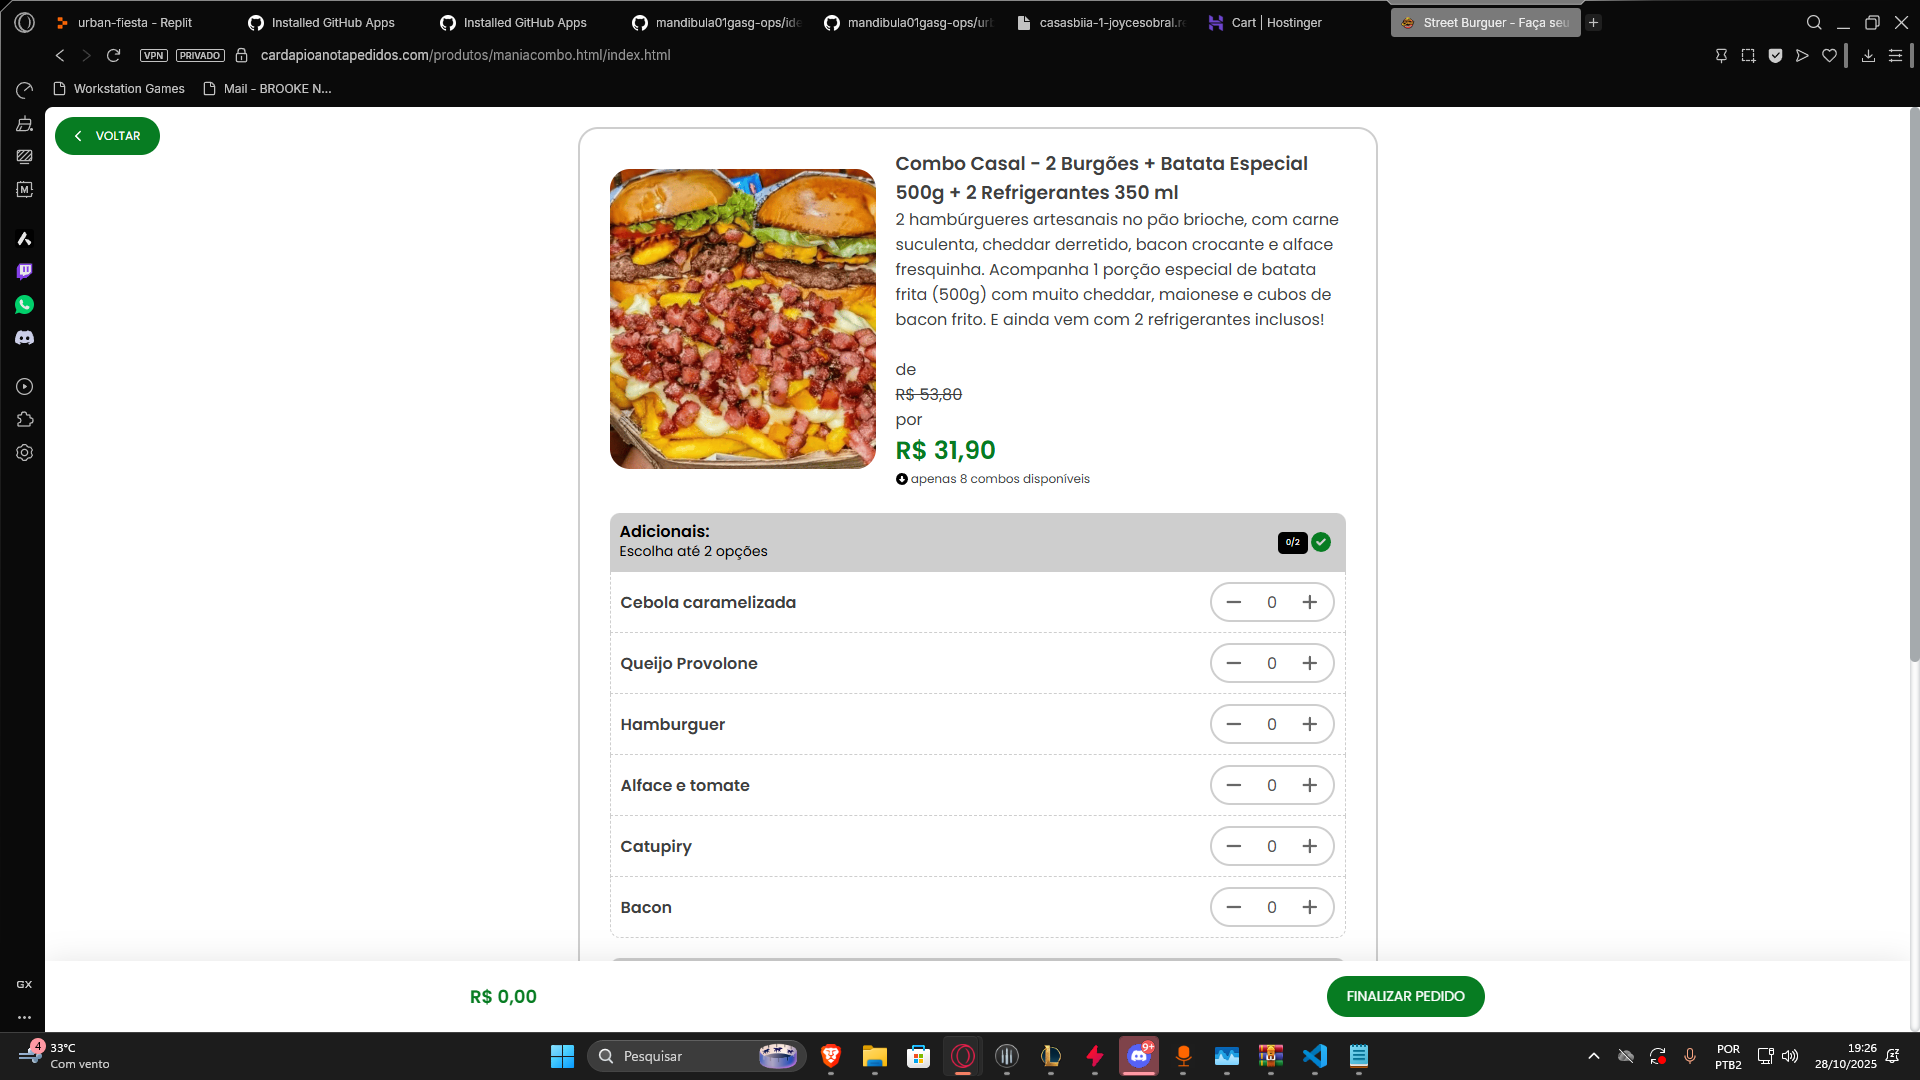 urban-fiesta - Replit
Installed GitHub Apps
Installed GitHub Apps
mandibula01gasg-ops/ide
mandibula01gasg-ops/urb
casasbiia-1-joycesobral.re
Cart | Hostinger
Street Burguer - Faça seu
VPN
PRIVADO
cardapioanotapedidos.com/produtos/maniacombo.html/index.html
Workstation Games
Mail - BROOKE N...
VOLTAR
Combo Casal - 2 Burgões + Batata Especial
500g + 2 Refrigerantes 350 ml
2 hambúrgueres artesanais no pão brioche, com carne
suculenta, cheddar derretido, bacon crocante e alface
fresquinha. Acompanha 1 porção especial de batata
frita (500g) com muito cheddar, maionese e cubos de
bacon frito. E ainda vem com 2 refrigerantes inclusos!
de
R$ 53,80
por
R$ 31,90
apenas 8 combos disponíveis
Adicionais:
Escolha até 2 opções
0/2
Cebola caramelizada
0
Queijo Provolone
0
Hamburguer
0
Alface e tomate
0
Catupiry
0
Bacon
0
R$ 0,00
FINALIZAR PEDIDO
GX
4
33°C
Com vento
Pesquisar
9+
POR
PTB2
19:26
28/10/2025